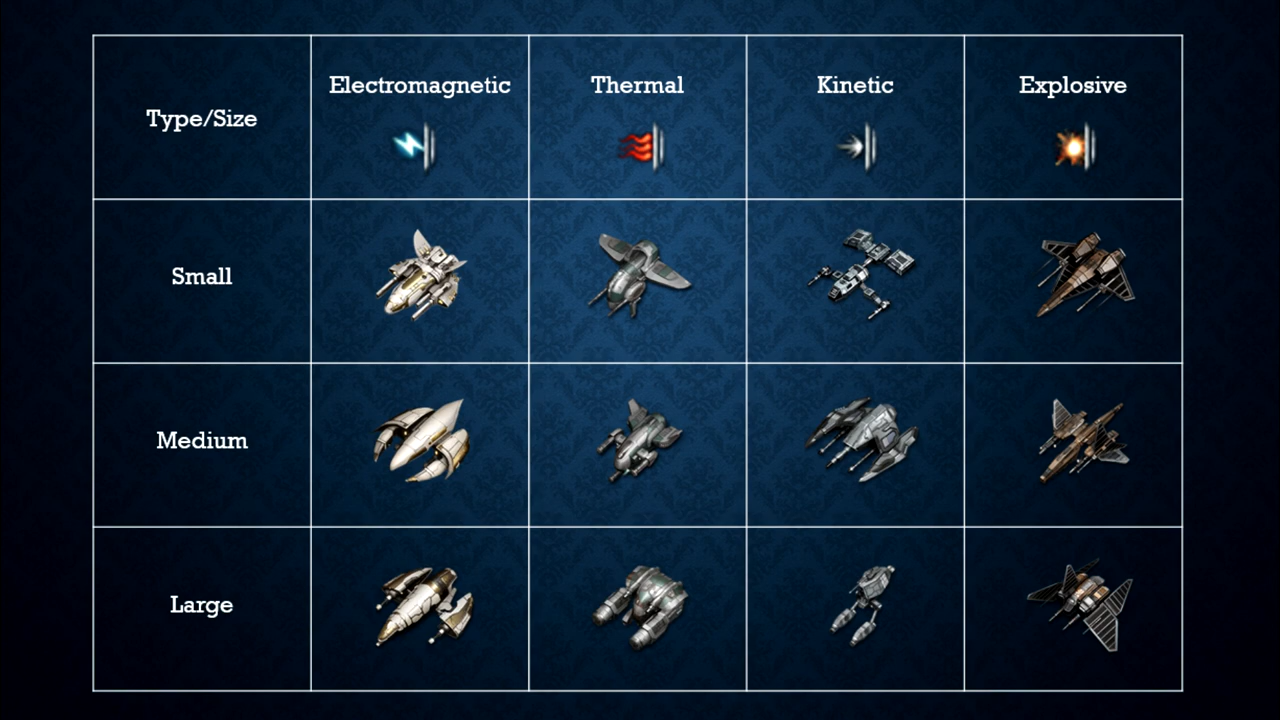 Type/Size
Electromagnetic
Thermal
Kinetic
Explosive
Small
Medium
Large